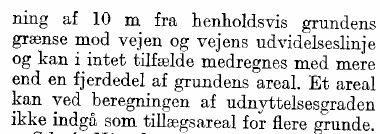 ning af 10 m fra henholdsvis grundens
grænse mod vejen og vejens udvidelseslinje
og kan i intet tilfælde medregnes med mere
end en fjerdedel af grundens areal. Et areal
kan ved beregningen af udnyttelsesgraden
ikke indgå som tillægsareal for flere grunde.